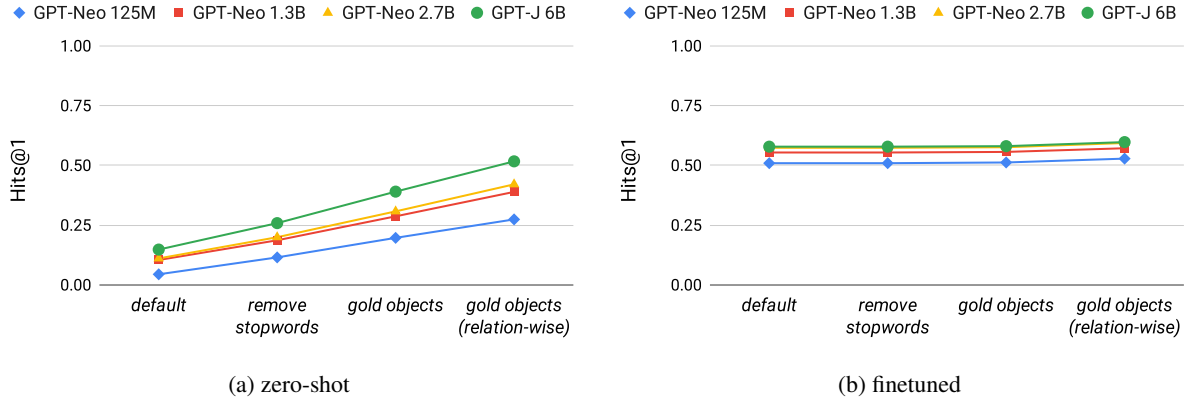 GPT-Neo 125M GPT-Neo 1.3B GPT-Neo 2.7B GPT-J 6B
1.00
0.75
0.50
0.25
0.00
Hits@1
default
remove
stopwords
gold objects
gold objects
(relation-wise)
(a) zero-shot
GPT-Neo 125M GPT-Neo 1.3B GPT-Neo 2.7B GPT-J 6B
1.00
0.75
0.50
0.25
0.00
Hits@1
default
remove
stopwords
gold objects
gold objects
(relation-wise)
(b) finetuned